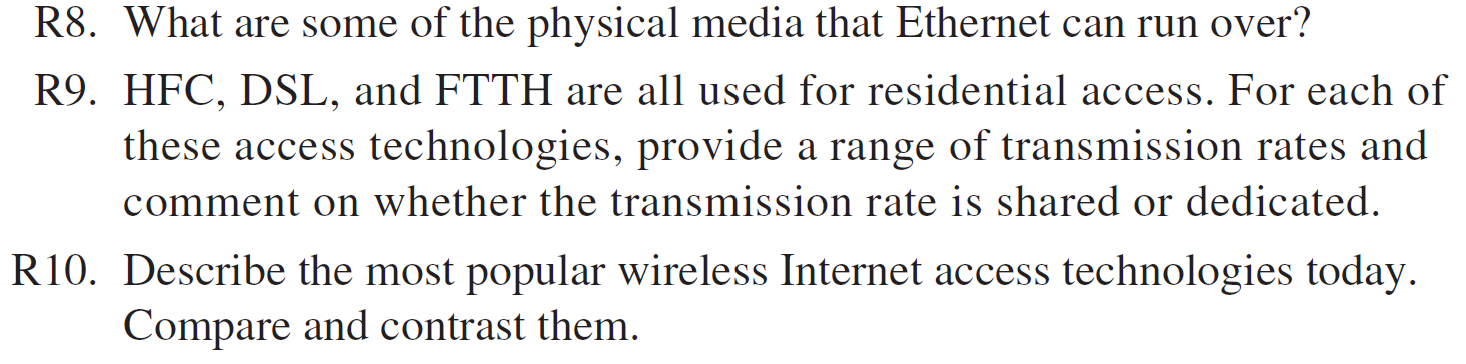 R8. What are some of the physical media that Ethernet can run over?
R9. HFC, DSL, and FTTH are all used for residential access. For each of
these access technologies, provide a range of transmission rates and
comment on whether the transmission rate is shared or dedicated.
R10. Describe the most popular wireless Internet access technologies today.
Compare and contrast them.